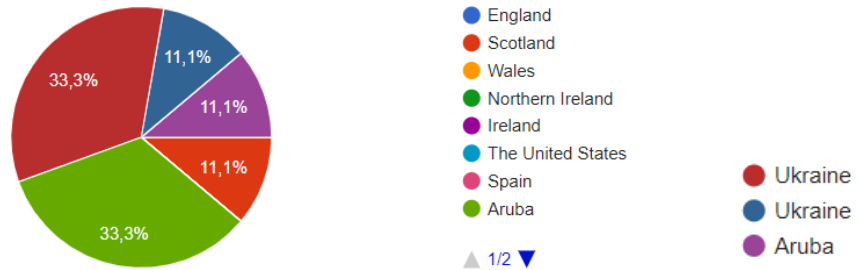 33,3%
11,1%
11,1%
11,1%
33,3%
England
Scotland
Wales
Northern Ireland
Ireland
The United States
Spain
Aruba
1/2
Ukraine
Ukraine
Aruba